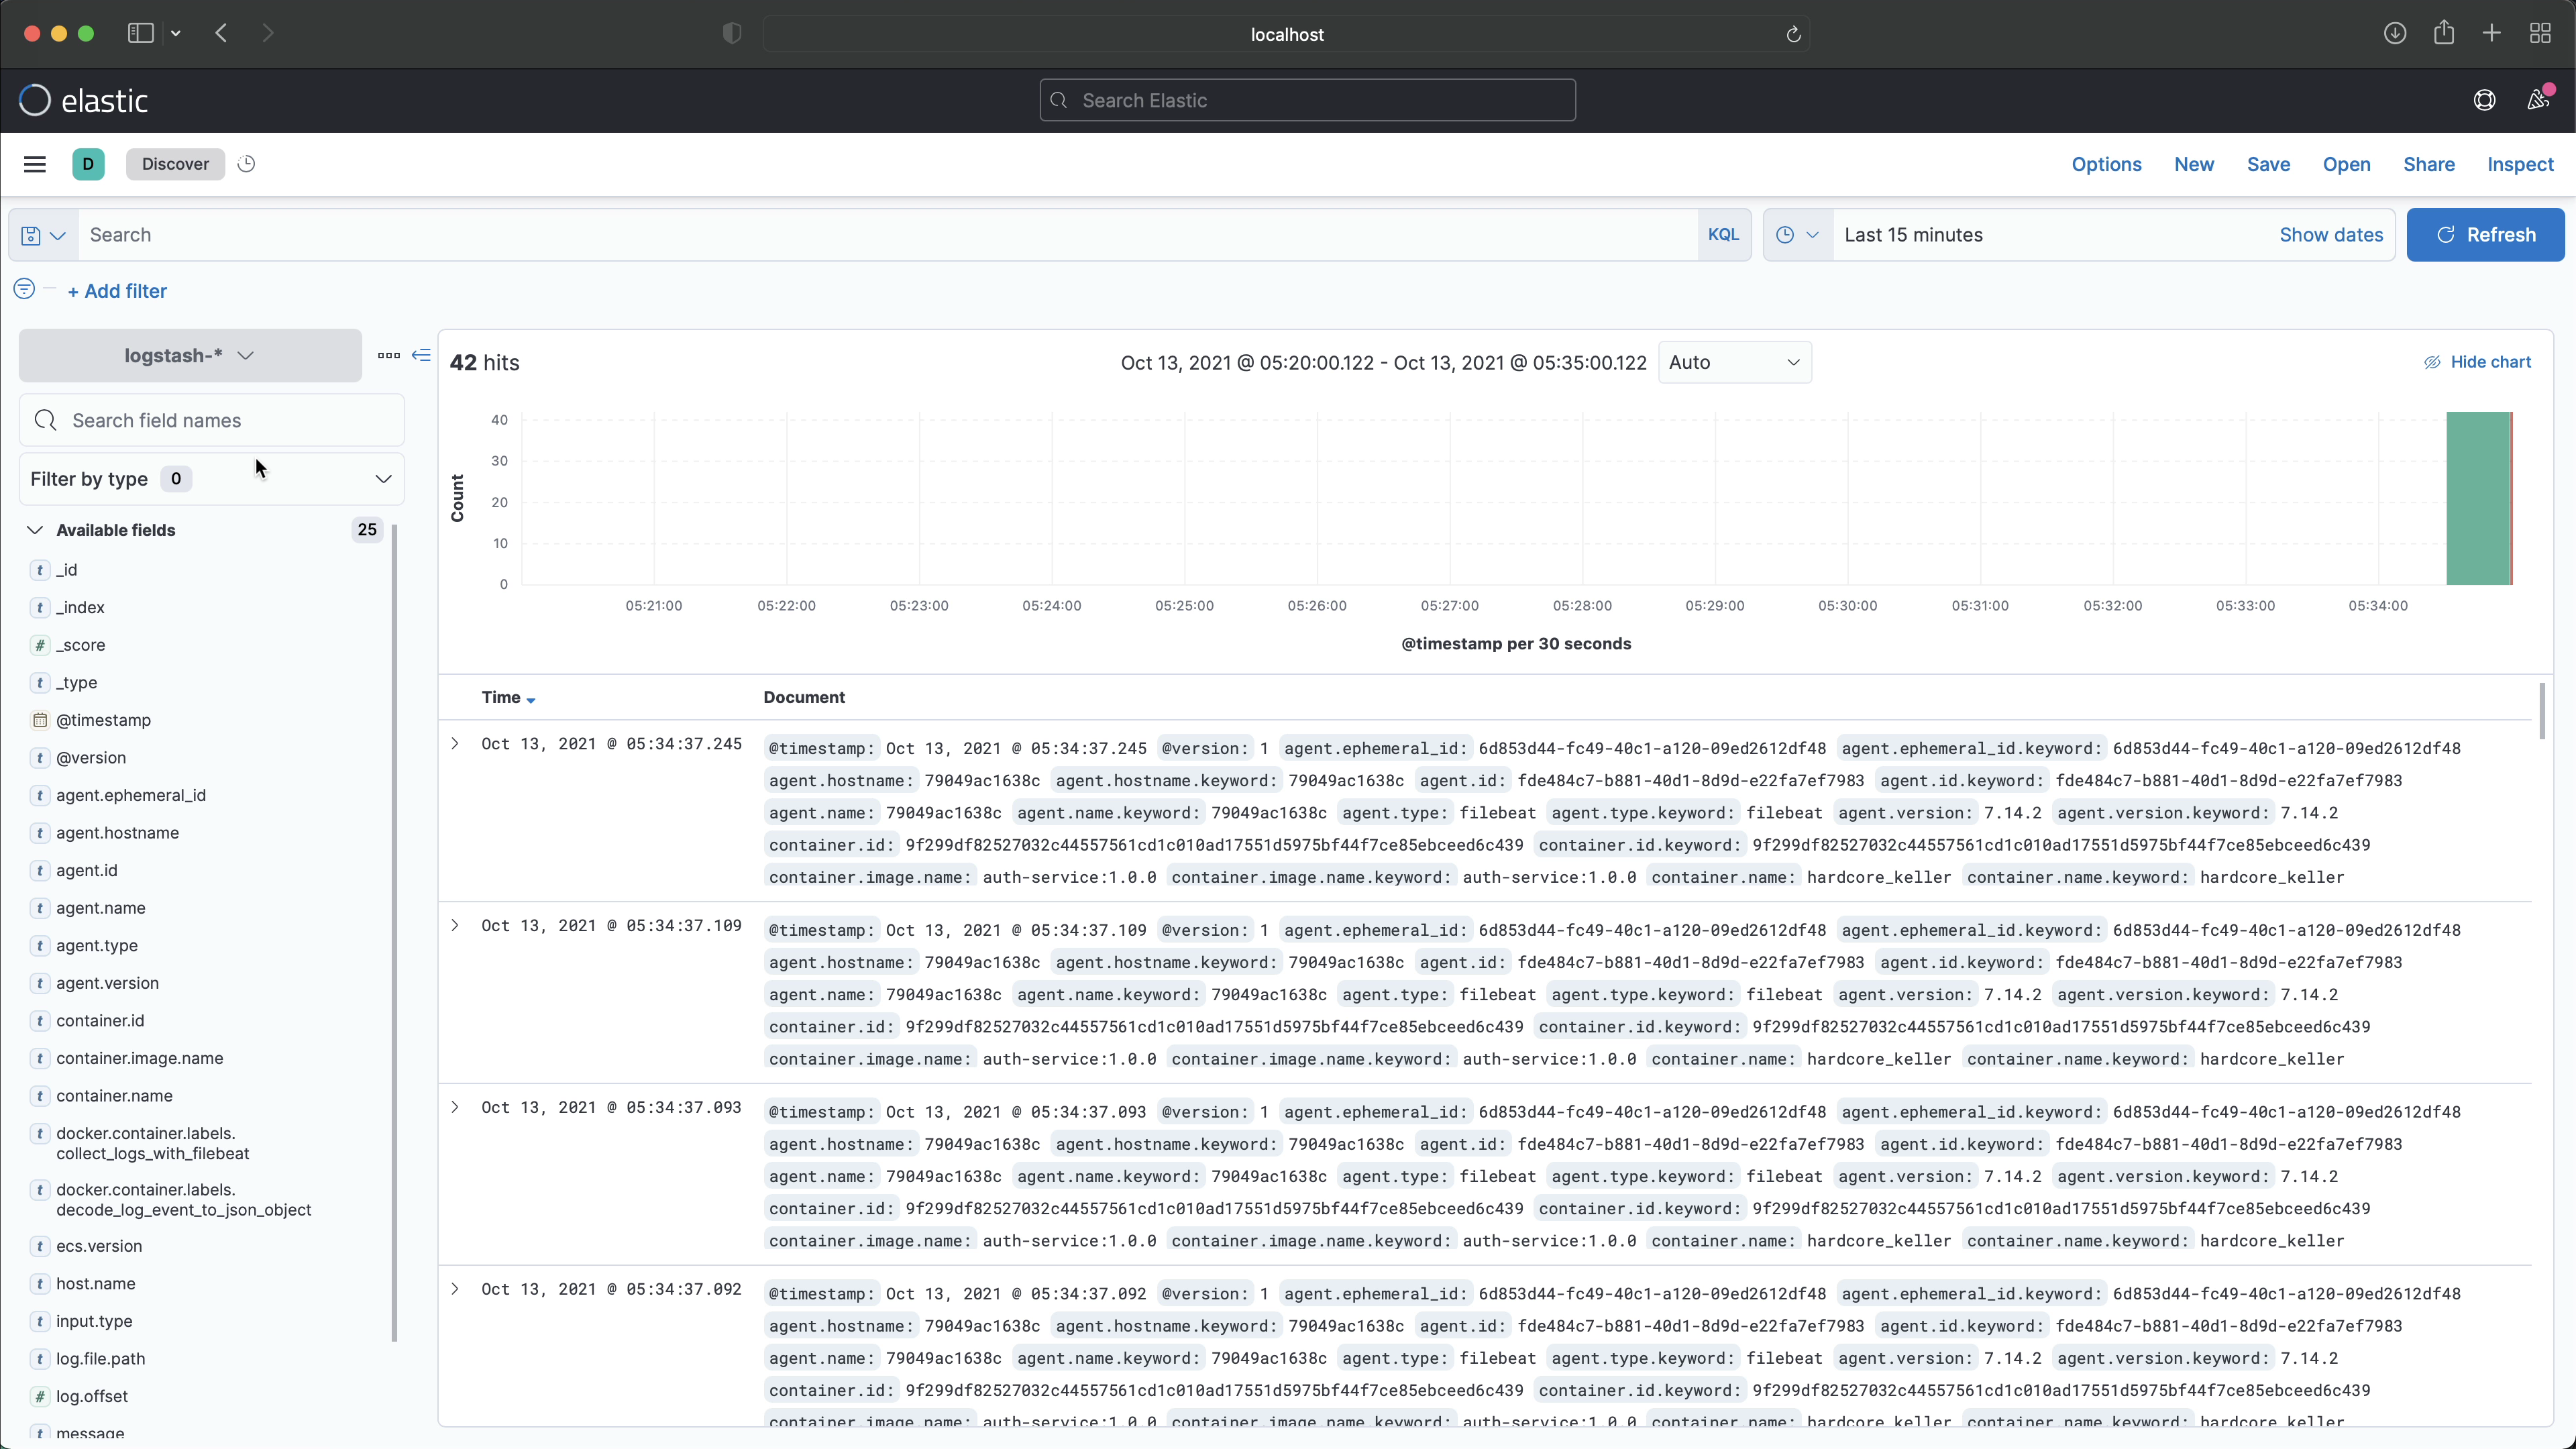 localhost
elastic
Search Elastic
D
Discover
Options New Save Open Share Inspect
Search
KQL
Last 15 minutes
Show dates
Refresh
+ Add filter
logstash-*
Search field names
Filter by type 0
Available fields 25
t _id
t _index
# _score
t _type
@timestamp
t @version
t agent.ephemeral_id
t agent.hostname
t agent.id
t agent.name
t agent.type
t agent.version
t container.id
t container.image.name
t container.name
t docker.container.labels.
collect_logs_with_filebeat
t docker.container.labels.
decode_log_event_to_json_object
t ecs.version
t host.name
t input.type
t log.file.path
# log.offset
t message
42 hits
Oct 13, 2021 @ 05:20:00.122 - Oct 13, 2021 @ 05:35:00.122
Auto
Hide chart
Count
40
30
20
10
0
05:21:00 05:22:00 05:23:00 05:24:00 05:25:00 05:26:00 05:27:00 05:28:00 05:29:00 05:30:00 05:31:00 05:32:00 05:33:00 05:34:00
@timestamp per 30 seconds
Time Document
Oct 13, 2021 @ 05:34:37.245
@timestamp: Oct 13, 2021 @ 05:34:37.245 @version: 1 agent.ephemeral_id: 6d853d44-fc49-40c1-a120-09ed2612df48 agent.ephemeral_id.keyword: 6d853d44-fc49-40c1-a120-09ed2612df48
agent.hostname: 79049ac1638c agent.hostname.keyword: 79049ac1638c agent.id: fde484c7-b881-40d1-8d9d-e22fa7ef7983 agent.id.keyword: fde484c7-b881-40d1-8d9d-e22fa7ef7983
agent.name: 79049ac1638c agent.name.keyword: 79049ac1638c agent.type: filebeat agent.type.keyword: filebeat agent.version: 7.14.2 agent.version.keyword: 7.14.2
container.id: 9f299df82527032c44557561cd1c010ad17551d5975bf44f7ce85ebceed6c439 container.id.keyword: 9f299df82527032c44557561cd1c010ad17551d5975bf44f7ce85ebceed6c439
container.image.name: auth-service:1.0.0 container.image.name.keyword: auth-service:1.0.0 container.name: hardcore_keller container.name.keyword: hardcore_keller
Oct 13, 2021 @ 05:34:37.109
@timestamp: Oct 13, 2021 @ 05:34:37.109 @version: 1 agent.ephemeral_id: 6d853d44-fc49-40c1-a120-09ed2612df48 agent.ephemeral_id.keyword: 6d853d44-fc49-40c1-a120-09ed2612df48
agent.hostname: 79049ac1638c agent.hostname.keyword: 79049ac1638c agent.id: fde484c7-b881-40d1-8d9d-e22fa7ef7983 agent.id.keyword: fde484c7-b881-40d1-8d9d-e22fa7ef7983
agent.name: 79049ac1638c agent.name.keyword: 79049ac1638c agent.type: filebeat agent.type.keyword: filebeat agent.version: 7.14.2 agent.version.keyword: 7.14.2
container.id: 9f299df82527032c44557561cd1c010ad17551d5975bf44f7ce85ebceed6c439 container.id.keyword: 9f299df82527032c44557561cd1c010ad17551d5975bf44f7ce85ebceed6c439
container.image.name: auth-service:1.0.0 container.image.name.keyword: auth-service:1.0.0 container.name: hardcore_keller container.name.keyword: hardcore_keller
Oct 13, 2021 @ 05:34:37.093
@timestamp: Oct 13, 2021 @ 05:34:37.093 @version: 1 agent.ephemeral_id: 6d853d44-fc49-40c1-a120-09ed2612df48 agent.ephemeral_id.keyword: 6d853d44-fc49-40c1-a120-09ed2612df48
agent.hostname: 79049ac1638c agent.hostname.keyword: 79049ac1638c agent.id: fde484c7-b881-40d1-8d9d-e22fa7ef7983 agent.id.keyword: fde484c7-b881-40d1-8d9d-e22fa7ef7983
agent.name: 79049ac1638c agent.name.keyword: 79049ac1638c agent.type: filebeat agent.type.keyword: filebeat agent.version: 7.14.2 agent.version.keyword: 7.14.2
container.id: 9f299df82527032c44557561cd1c010ad17551d5975bf44f7ce85ebceed6c439 container.id.keyword: 9f299df82527032c44557561cd1c010ad17551d5975bf44f7ce85ebceed6c439
container.image.name: auth-service:1.0.0 container.image.name.keyword: auth-service:1.0.0 container.name: hardcore_keller container.name.keyword: hardcore_keller
Oct 13, 2021 @ 05:34:37.092
@timestamp: Oct 13, 2021 @ 05:34:37.092 @version: 1 agent.ephemeral_id: 6d853d44-fc49-40c1-a120-09ed2612df48 agent.ephemeral_id.keyword: 6d853d44-fc49-40c1-a120-09ed2612df48
agent.hostname: 79049ac1638c agent.hostname.keyword: 79049ac1638c agent.id: fde484c7-b881-40d1-8d9d-e22fa7ef7983 agent.id.keyword: fde484c7-b881-40d1-8d9d-e22fa7ef7983
agent.name: 79049ac1638c agent.name.keyword: 79049ac1638c agent.type: filebeat agent.type.keyword: filebeat agent.version: 7.14.2 agent.version.keyword: 7.14.2
container.id: 9f299df82527032c44557561cd1c010ad17551d5975bf44f7ce85ebceed6c439 container.id.keyword: 9f299df82527032c44557561cd1c010ad17551d5975bf44f7ce85ebceed6c439
container.image.name: auth-service:1.0.0 container.image.name.keyword: auth-service:1.0.0 container.name: hardcore_keller container.name.keyword: hardcore_keller